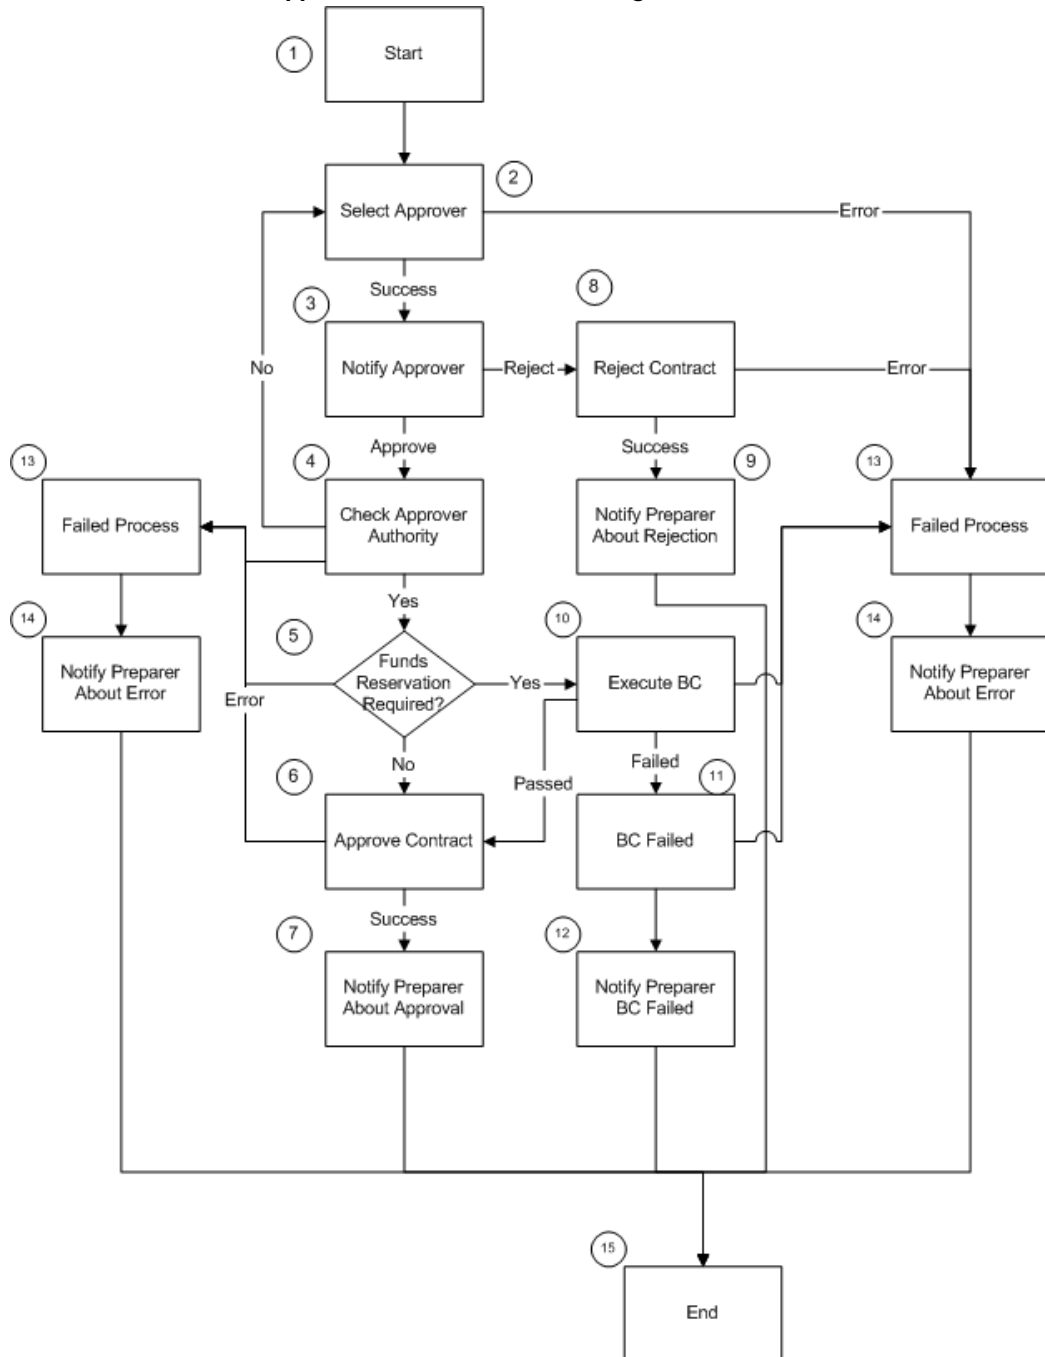 1
Start
2
Select Approver
Error
Success
3
8
No
Notify Approver
Reject
Reject Contract
Error
Approve
Success
13
4
9
13
Failed Process
Check Approver
Authority
Notify Preparer
About Rejection
Failed Process
Yes
14
5
10
14
Notify Preparer
About Error
Funds
Reservation
Required?
Yes
Execute BC
Notify Preparer
About Error
Error
No
Failed
6
Passed
11
Approve Contract
BC Failed
Success
7
12
Notify Preparer
About Approval
Notify Preparer
BC Failed
15
End